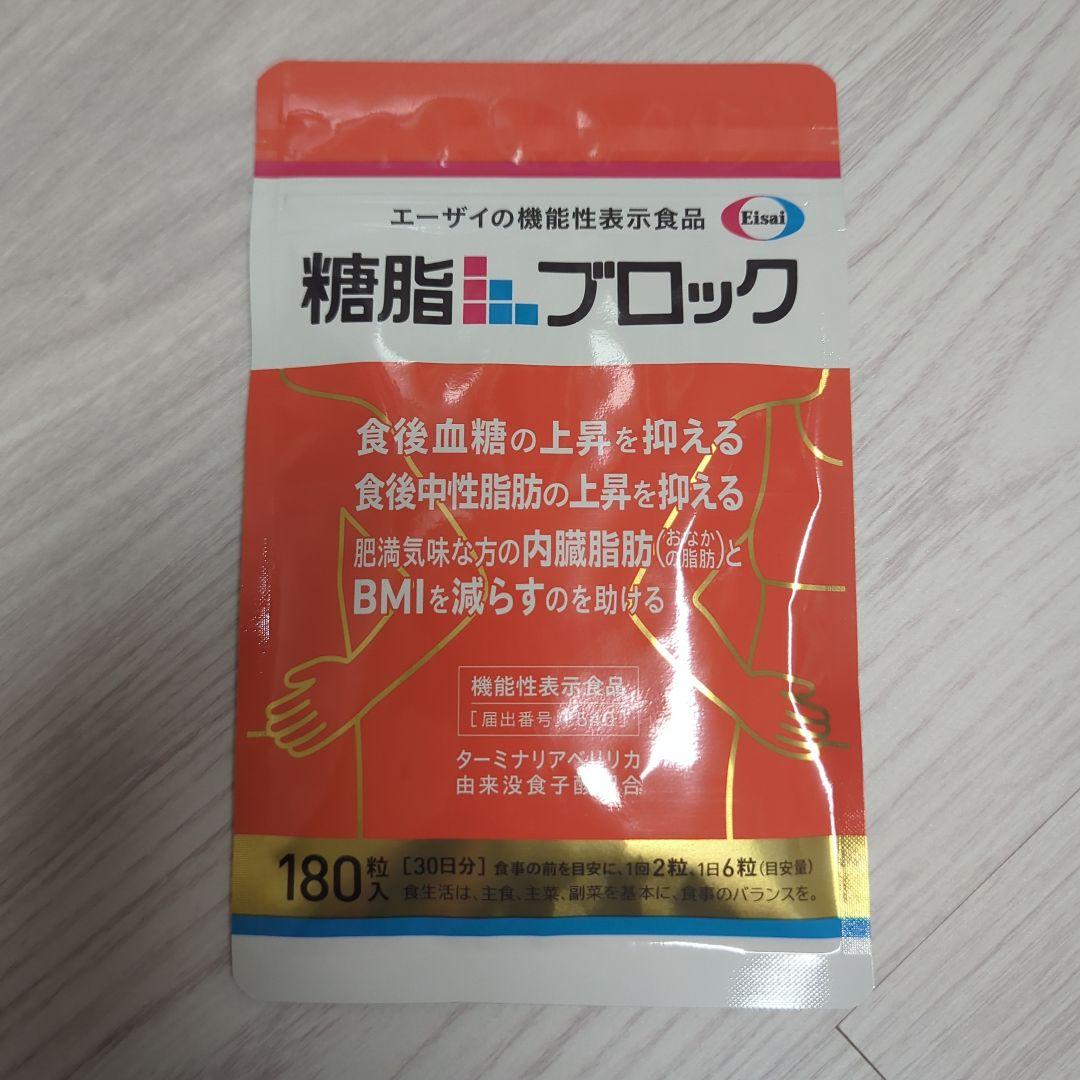 エーザイの機能性表示食品
Eisai
糖脂ブロック
食後血糖の上昇を抑える
食後中性脂肪の上昇を抑える
肥満気味な方の内臓脂肪(おなかの脂肪)と
BMIを減らすのを助ける
機能性表示食品
[届出番号
ターミナリアベリリカ
由来没食子酸配合
180粒入 [30日分] 食事の前を目安に、1回2粒、1日6粒(目安量)
食生活は、主食、主菜、副菜を基本に、食事のバランスを。